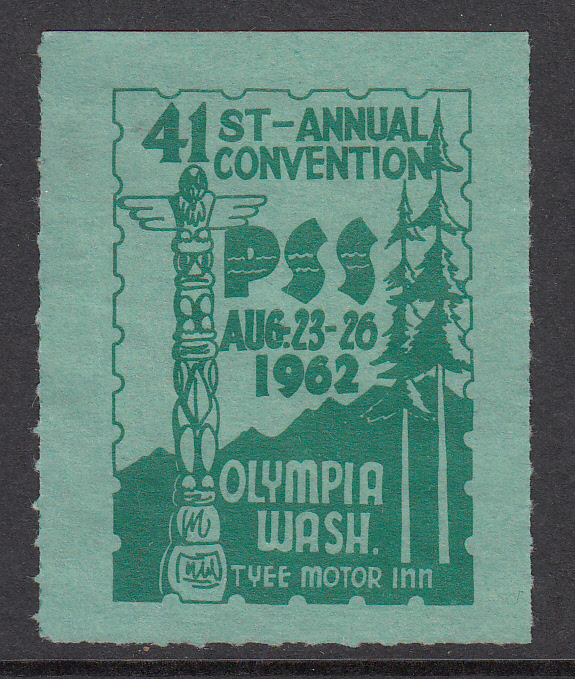 41 ST-ANNUAL
CONVENTION
PSS
AUG. 23-26
1962
OLYMPIA
WASH.
TYEE MOTOR INN